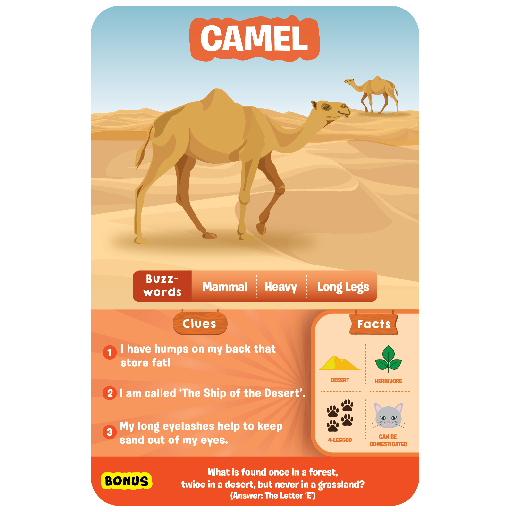 CAMEL
Buzz-
words
Mammal
Heavy
Long Legs
Clues
1 I have humps on my back that
store fat!
2 I am called 'The Ship of the Desert'.
3 My long eyelashes help to keep
sand out of my eyes.
Facts
DESERT
HERBIVORE
4-LEGGED
CAN BE
DOMESTICATED
BONUS
What is found once in a forest,
twice in a desert, but never in a grassland?
(Answer: The Letter 'E')